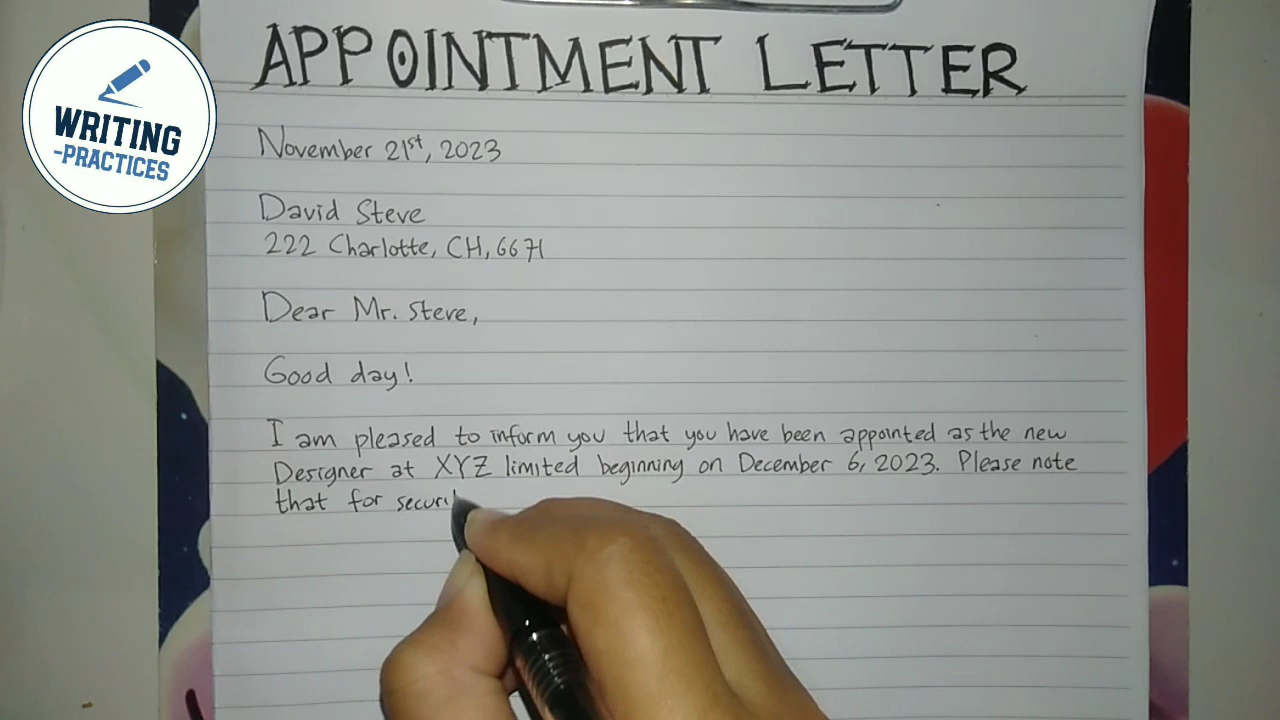 APPOINTMENT LETTER
WRITING
-PRACTICES
November 21st, 2023
David Steve
222 Charlotte, CH, 6671
Dear Mr. Steve,
Good day!
I am pleased to inform you that you have been appointed as the new
Designer at XYZ limited beginning on December 6, 2023. Please note
that for